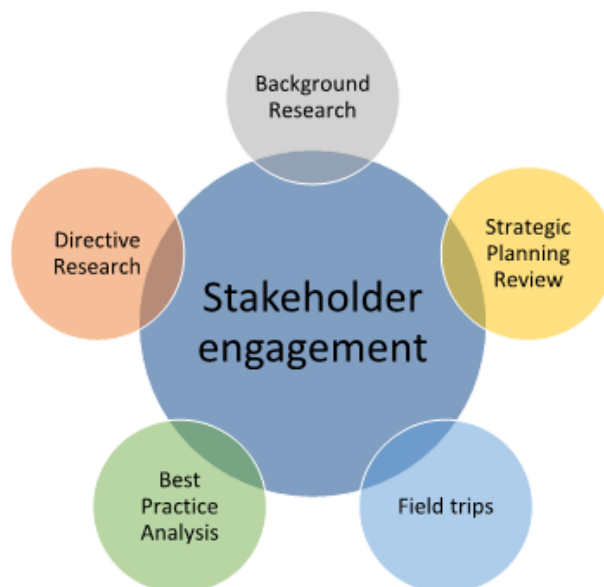 Background
Research
Directive
Research
Strategic
Planning
Review
Stakeholder
engagement
Best
Practice
Analysis
Field trips